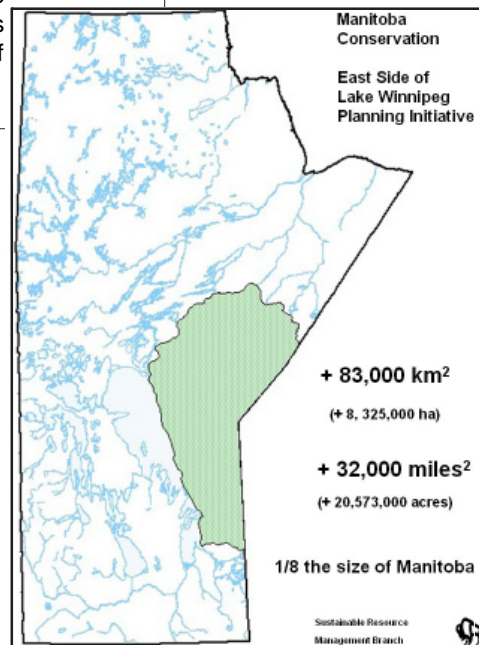 s
f
Manitoba
Conservation
East Side of
Lake Winnipeg
Planning Initiative
+ 83,000 km²
(+ 8, 325,000 ha)
+ 32,000 miles²
(+ 20,573,000 acres)
1/8 the size of Manitoba
Sustainable Resource
Management Branch